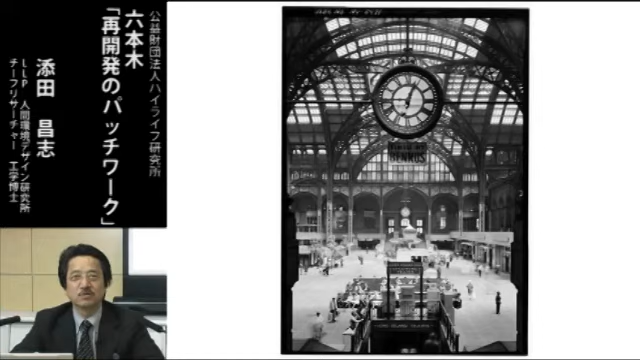 公益財団法人ハイライフ研究所
六本木
「再開発のパッチワーク」
添田 昌志
LLP 人間環境デザイン研究所
チーフリサーチャー 工学博士
BENRUS